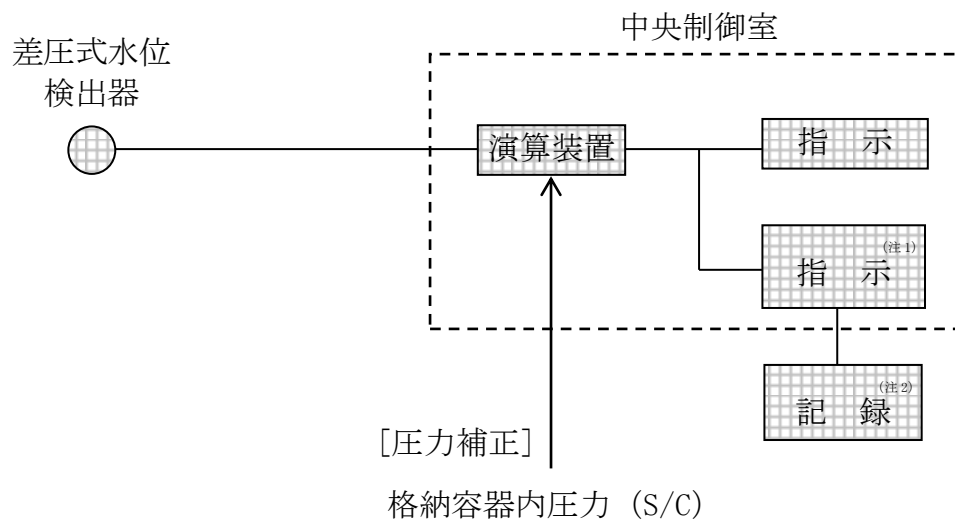 中央制御室
差圧式水位
検出器
演算装置
指 示
指 示(注1)
記 録(注2)
[圧力補正]
格納容器内圧力 (S/C)